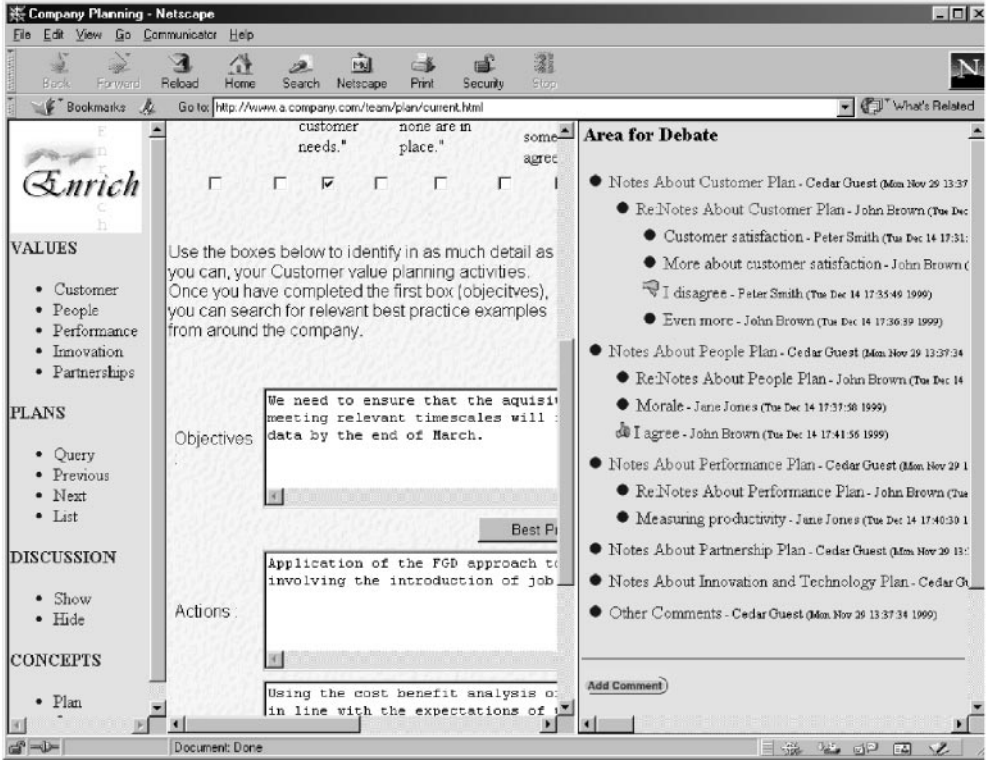 Company Planning - Netscape
File Edit View Go Communicator Help
Back Forward Reload Home Search Netscape Print Security Stop
Bookmarks Go to: http://www.a.company.com/team/plan/current.html What's Related
Enrich
Enrich
VALUES
Customer
People
Performance
Innovation
Partnerships
PLANS
Query
Previous
Next
List
DISCUSSION
Show
Hide
CONCEPTS
Plan
customer none are in some
needs." place." agree
Use the boxes below to identify in as much detail as
you can, your Customer value planning activities.
Once you have completed the first box (objecitves),
you can search for relevant best practice examples
from around the company.
Objectives
:
We need to ensure that the aquisi
meeting relevant timescales will
data by the end of March.
Best Pr
Actions :
Application of the FGD approach to
involving the introduction of job
Using the cost benefit analysis o
in line with the expectations of
Area for Debate
Notes About Customer Plan - Cedar Guest (Mon Nov 29 13:37
Re:Notes About Customer Plan - John Brown (Tue Dec
Customer satisfaction - Peter Smith (Tue Dec 14 17:31:
More about customer satisfaction - John Brown (
I disagree - Peter Smith (Tue Dec 14 17:35:49 1999)
Even more - John Brown (Tue Dec 14 17:36:39 1999)
Notes About People Plan - Cedar Guest (Mon Nov 29 13:37:34
Re:Notes About People Plan - John Brown (Tue Dec 14
Morale - Jane Jones (Tue Dec 14 17:37:58 1999)
I agree - John Brown (Tue Dec 14 17:41:56 1999)
Notes About Performance Plan - Cedar Guest (Mon Nov 29 1
Re:Notes About Performance Plan - John Brown (Tue
Measuring productivity - Jane Jones (Tue Dec 14 17:40:30 1
Notes About Partnership Plan - Cedar Guest (Mon Nov 29 13:
Notes About Innovation and Technology Plan - Cedar Gu
Other Comments - Cedar Guest (Mon Nov 29 13:37:34 1999)
Add Comment
Document: Done